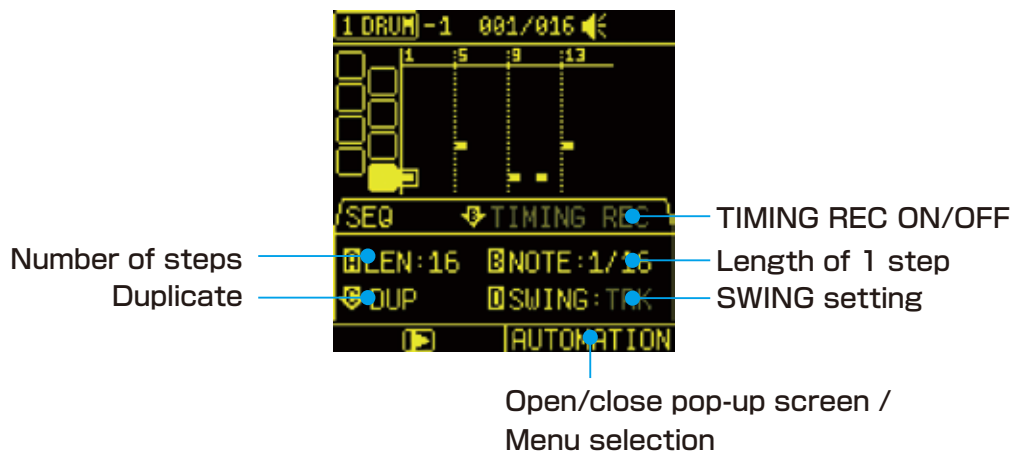 1 DRUM -1 001/016
1 5 9 13
SEQ B TIMING REC
TIMING REC ON/OFF
Number of steps
A LEN:16 B NOTE:1/16
Length of 1 step
Duplicate
C DUP D SWING:TRK
SWING setting
AUTOMATION
Open/close pop-up screen /
Menu selection